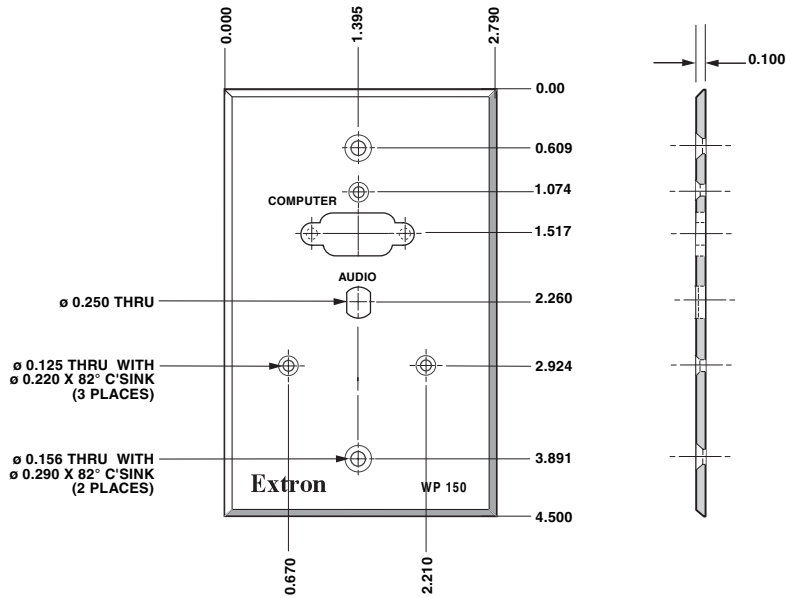 0.000
1.395
2.790
0.100
0.00
0.609
1.074
COMPUTER
1.517
AUDIO
ø 0.250 THRU
2.260
ø 0.125 THRU WITH
ø 0.220 X 82° C'SINK
(3 PLACES)
2.924
ø 0.156 THRU WITH
ø 0.290 X 82° C'SINK
(2 PLACES)
3.891
Extron
WP 150
4.500
0.670
2.210